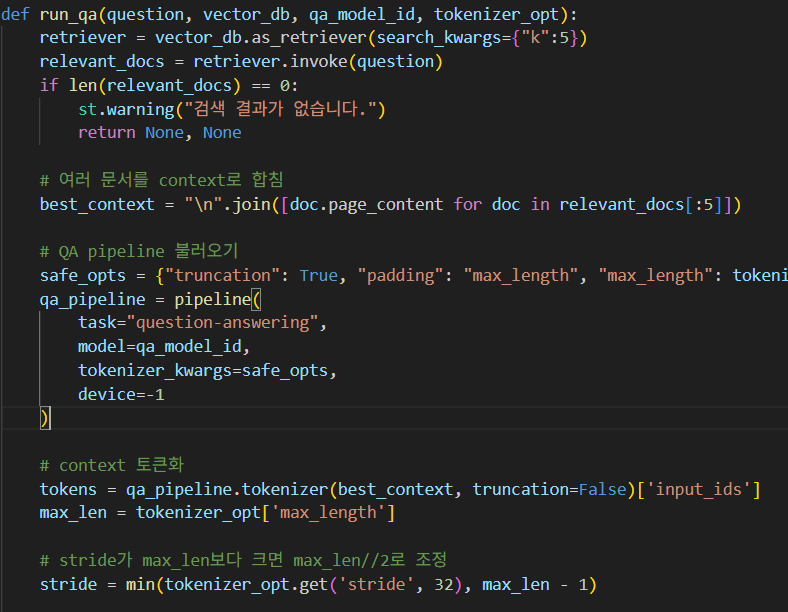 def run_qa(question, vector_db, qa_model_id, tokenizer_opt):
    retriever = vector_db.as_retriever(search_kwargs={"k":5})
    relevant_docs = retriever.invoke(question)
    if len(relevant_docs) == 0:
        st.warning("검색 결과가 없습니다.")
        return None, None

    # 여러 문서를 context로 합침
    best_context = "\n".join([doc.page_content for doc in relevant_docs[:5]])

    # QA pipeline 불러오기
    safe_opts = {"truncation": True, "padding": "max_length", "max_length": tokeni
    qa_pipeline = pipeline(
        task="question-answering",
        model=qa_model_id,
        tokenizer_kwargs=safe_opts,
        device=-1
    )

    # context 토큰화
    tokens = qa_pipeline.tokenizer(best_context, truncation=False)['input_ids']
    max_len = tokenizer_opt['max_length']

    # stride가 max_len보다 크면 max_len//2로 조정
    stride = min(tokenizer_opt.get('stride', 32), max_len - 1)